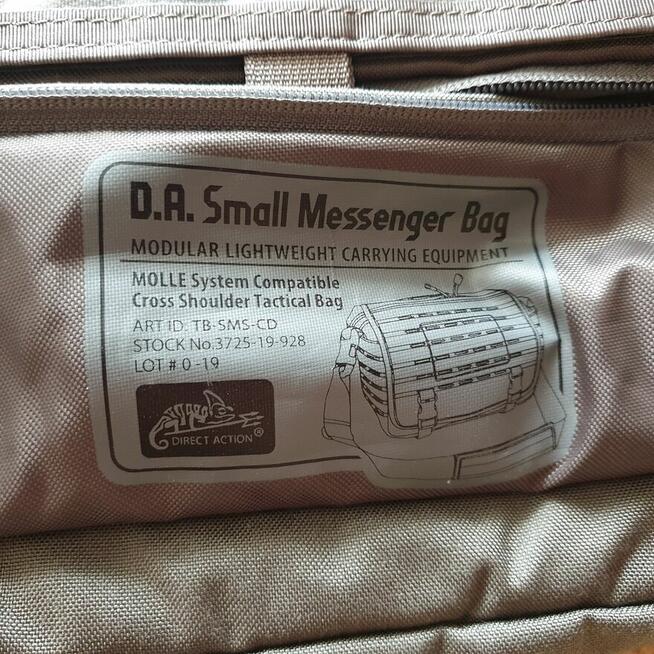 D.A. Small Messenger Bag
MODULAR LIGHTWEIGHT CARRYING EQUIPMENT
MOLLE System Compatible
Cross Shoulder Tactical Bag
ART ID: TB-SMS-CD
STOCK No.3725-19-928
LOT # 0 -19
DIRECT ACTION®